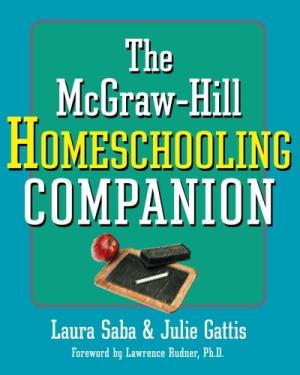 The
McGraw-Hill
HOMESCHOOLING
COMPANION
Laura Saba & Julie Gattis
Foreword by Lawrence Rudner, Ph.D.